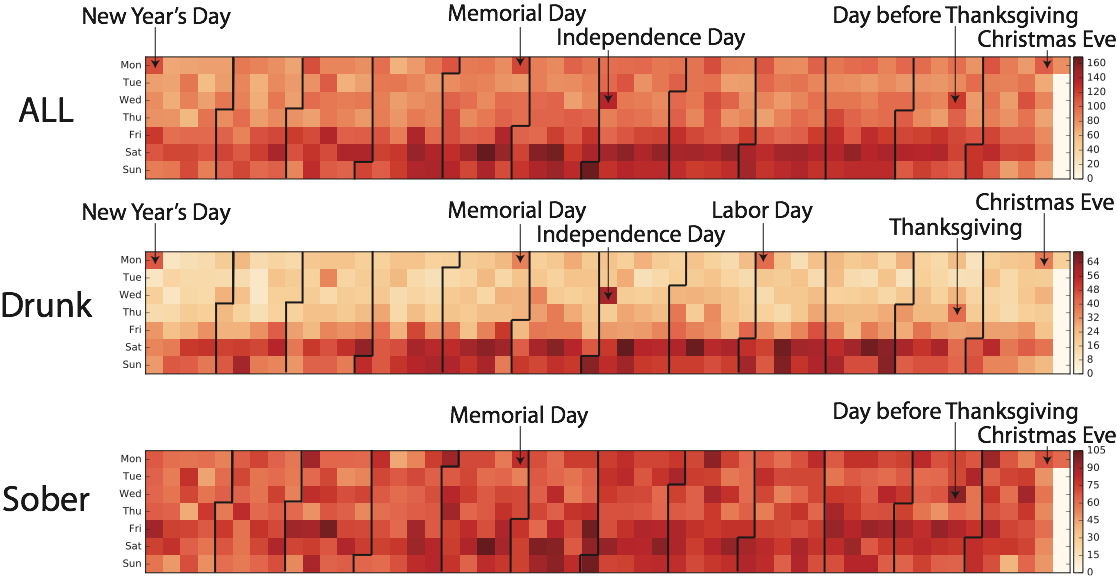 New Year's Day
Memorial Day
Day before Thanksgiving
Independence Day
Christmas Eve
ALL
Mon
Tue
Wed
Thu
Fri
Sat
Sun
160
140
120
100
80
60
40
20
0
Christmas Eve
New Year's Day
Memorial Day
Labor Day
Thanksgiving
Independence Day
Drunk
Mon
Tue
Wed
Thu
Fri
Sat
Sun
64
56
48
40
32
24
16
8
0
Memorial Day
Day before Thanksgiving
Christmas Eve
Sober
Mon
Tue
Wed
Thu
Fri
Sat
Sun
105
90
75
60
45
30
15
0